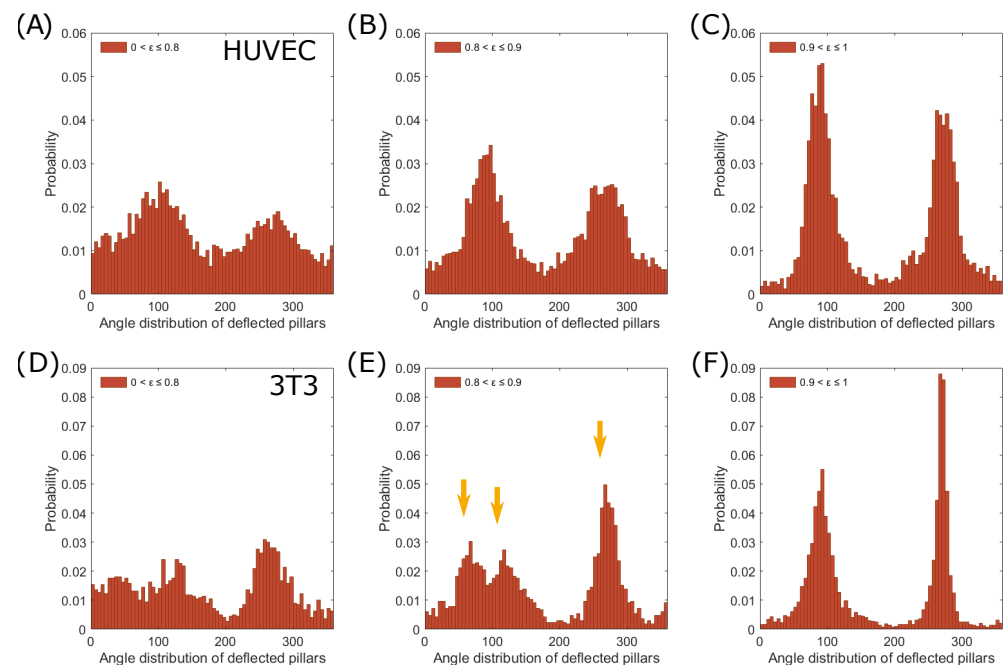 (A)
0 < ε ≤ 0.8
HUVEC
0.06
0.05
0.04
0.03
0.02
0.01
0
Probability
0 100 200 300
Angle distribution of deflected pillars
(B)
0.8 < ε ≤ 0.9
0.06
0.05
0.04
0.03
0.02
0.01
0
Probability
0 100 200 300
Angle distribution of deflected pillars
(C)
0.9 < ε ≤ 1
0.06
0.05
0.04
0.03
0.02
0.01
0
Probability
0 100 200 300
Angle distribution of deflected pillars
(D)
0 < ε ≤ 0.8
3T3
0.09
0.08
0.07
0.06
0.05
0.04
0.03
0.02
0.01
0
Probability
0 100 200 300
Angle distribution of deflected pillars
(E)
0.8 < ε ≤ 0.9
0.09
0.08
0.07
0.06
0.05
0.04
0.03
0.02
0.01
0
Probability
0 100 200 300
Angle distribution of deflected pillars
(F)
0.9 < ε ≤ 1
0.09
0.08
0.07
0.06
0.05
0.04
0.03
0.02
0.01
0
Probability
0 100 200 300
Angle distribution of deflected pillars